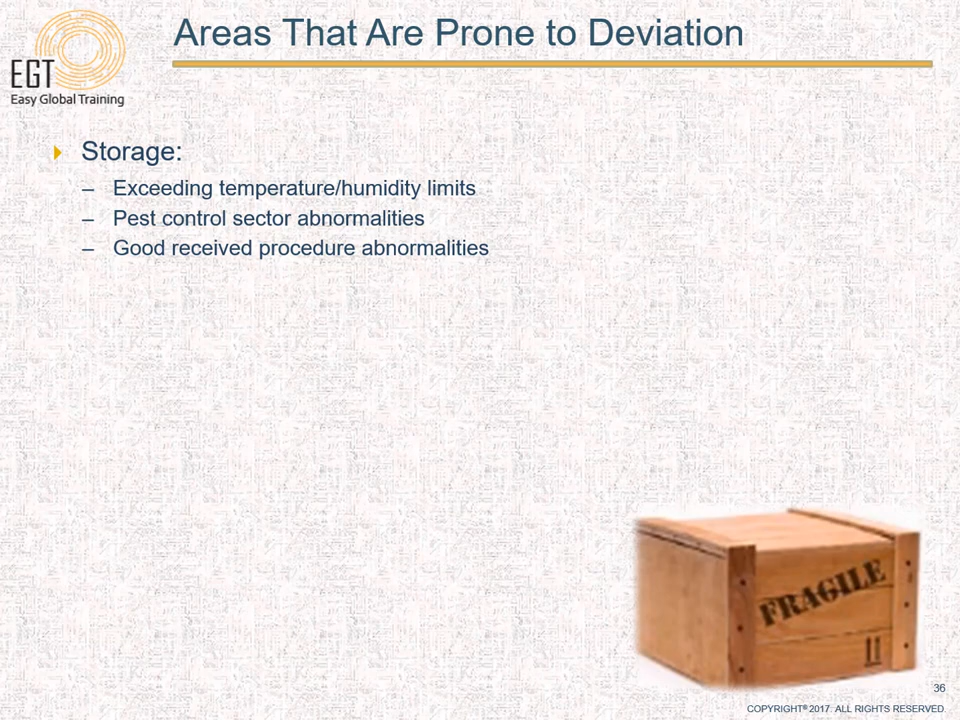 Areas That Are Prone to Deviation
EGT
Easy Global Training
Storage:
– Exceeding temperature/humidity limits
– Pest control sector abnormalities
– Good received procedure abnormalities
FRAGILE
36
COPYRIGHT® 2017. ALL RIGHTS RESERVED.